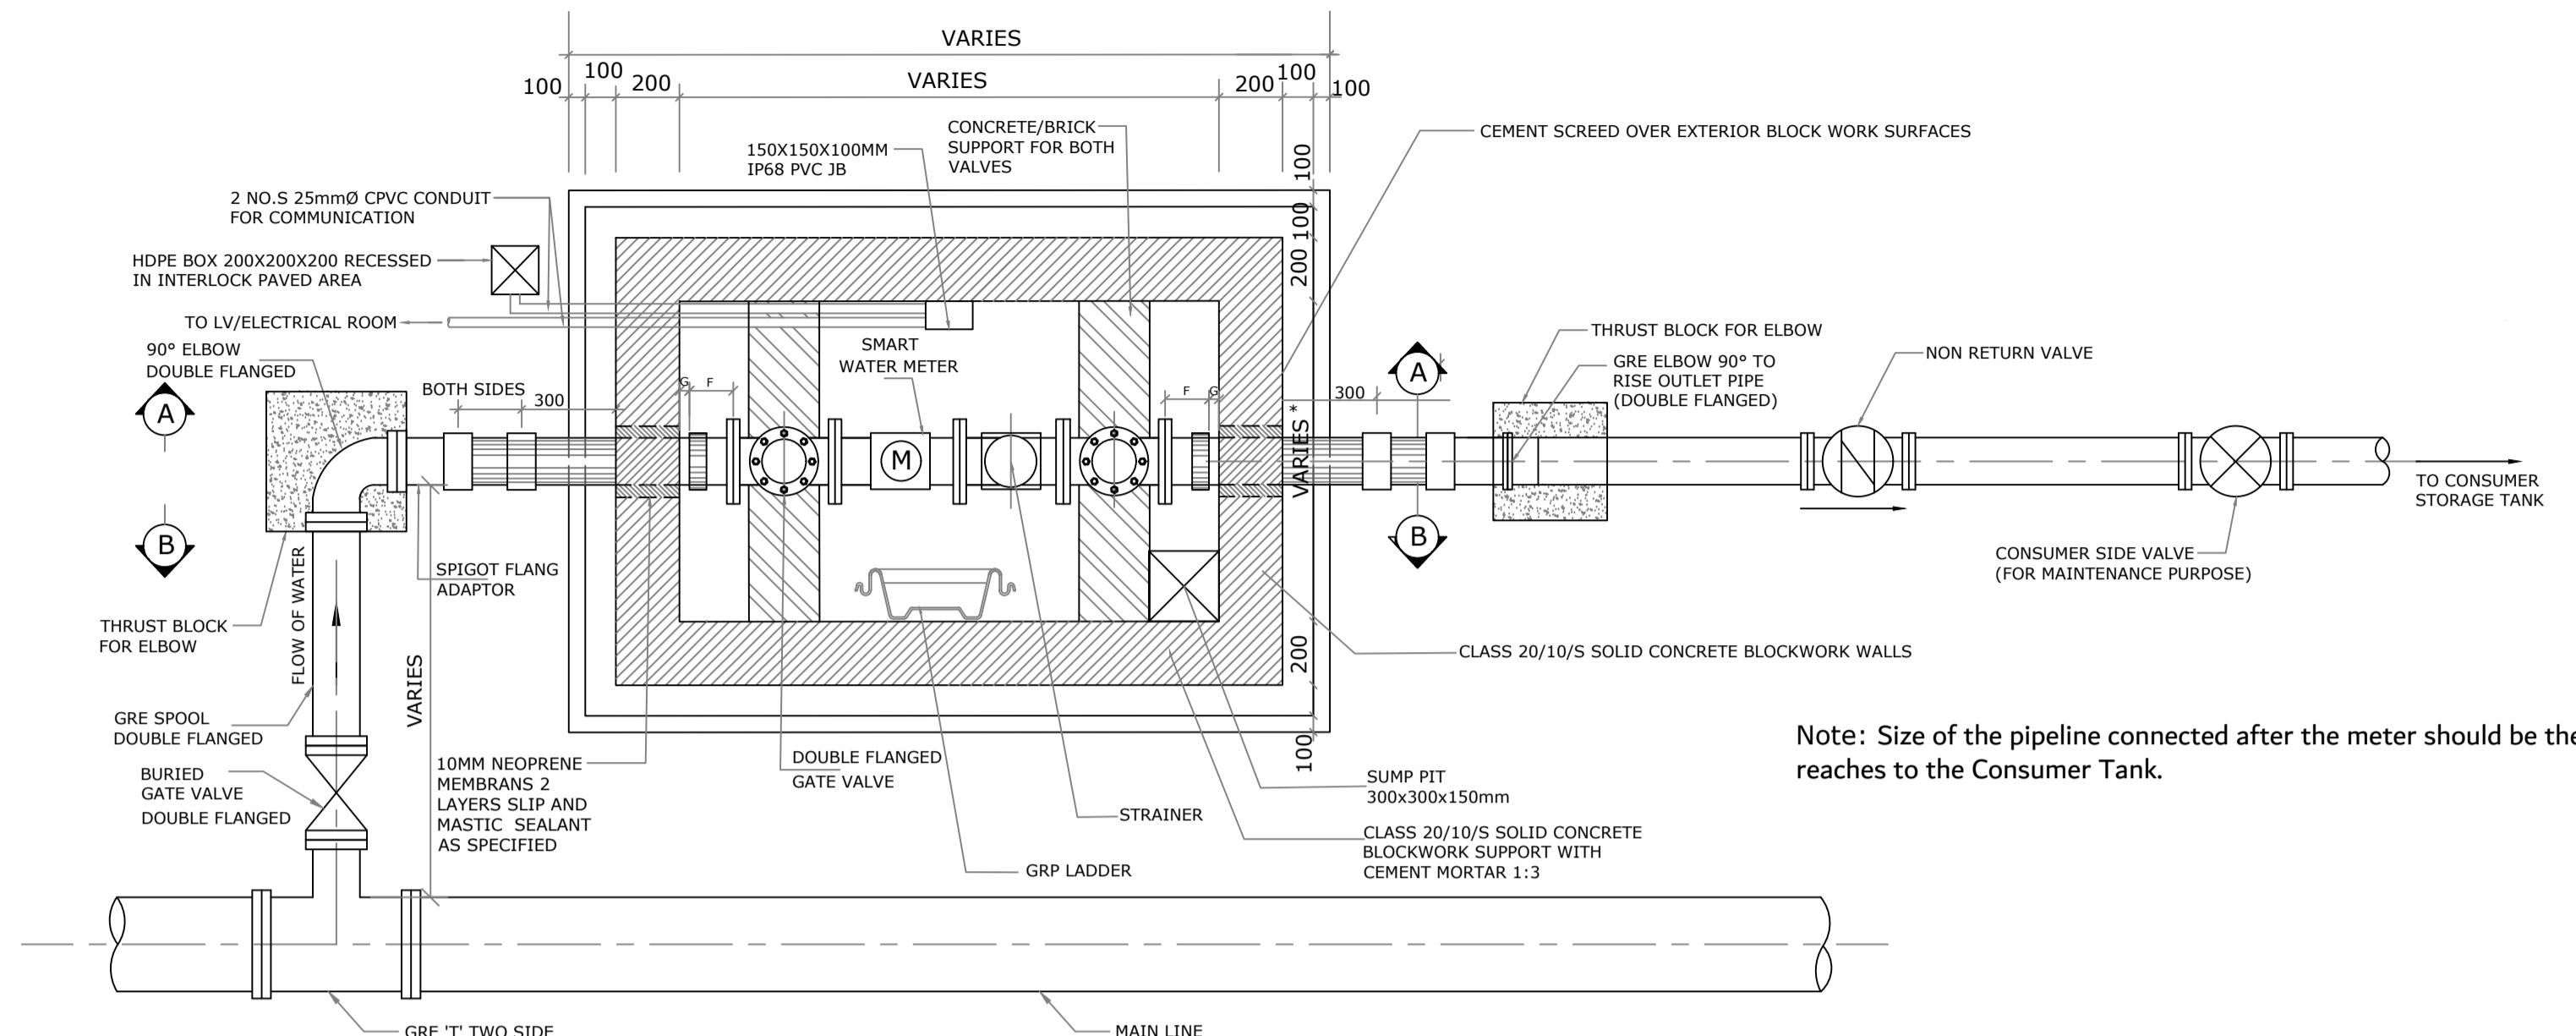 VARIES
100
100
200
VARIES
200
100
100
CONCRETE/BRICK
SUPPORT FOR BOTH
VALVES
150X150X100MM
IP68 PVC JB
CEMENT SCREED OVER EXTERIOR BLOCK WORK SURFACES
100
100
200
2 NO.S 25mmØ CPVC CONDUIT
FOR COMMUNICATION
HDPE BOX 200X200X200 RECESSED
IN INTERLOCK PAVED AREA
TO LV/ELECTRICAL ROOM
90° ELBOW
DOUBLE FLANGED
A
B
BOTH SIDES
300
G
F
SMART
WATER METER
M
F
G
VARIES *
300
A
B
THRUST BLOCK FOR ELBOW
GRE ELBOW 90° TO
RISE OUTLET PIPE
(DOUBLE FLANGED)
NON RETURN VALVE
TO CONSUMER
STORAGE TANK
CONSUMER SIDE VALVE
(FOR MAINTENANCE PURPOSE)
SPIGOT FLANG
ADAPTOR
FLOW OF WATER
THRUST BLOCK
FOR ELBOW
VARIES
200
100
CLASS 20/10/S SOLID CONCRETE BLOCKWORK WALLS
GRE SPOOL
DOUBLE FLANGED
BURIED
GATE VALVE
DOUBLE FLANGED
10MM NEOPRENE
MEMBRANS 2
LAYERS SLIP AND
MASTIC SEALANT
AS SPECIFIED
DOUBLE FLANGED
GATE VALVE
STRAINER
GRP LADDER
SUMP PIT
300x300x150mm
CLASS 20/10/S SOLID CONCRETE
BLOCKWORK SUPPORT WITH
CEMENT MORTAR 1:3
Note: Size of the pipeline connected after the meter should be the
reaches to the Consumer Tank.
GRE 'T' TWO SIDE
MAIN LINE